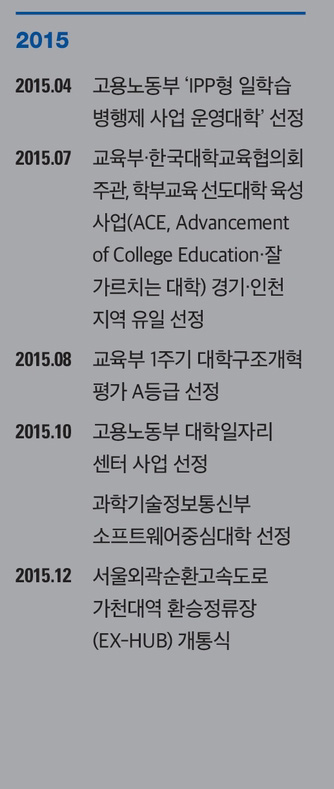 2015
2015.04 고용노동부 ‘IPP형 일학습
병행제 사업 운영대학’ 선정
2015.07 교육부·한국대학교육협의회
주관, 학부교육 선도대학 육성
사업(ACE, Advancement
of College Education·잘
가르치는 대학) 경기·인천
지역 유일 선정
2015.08 교육부 1주기 대학구조개혁
평가 A등급 선정
2015.10 고용노동부 대학일자리
센터 사업 선정
과학기술정보통신부
소프트웨어중심대학 선정
2015.12 서울외곽순환고속도로
가천대역 환승정류장
(EX-HUB) 개통식